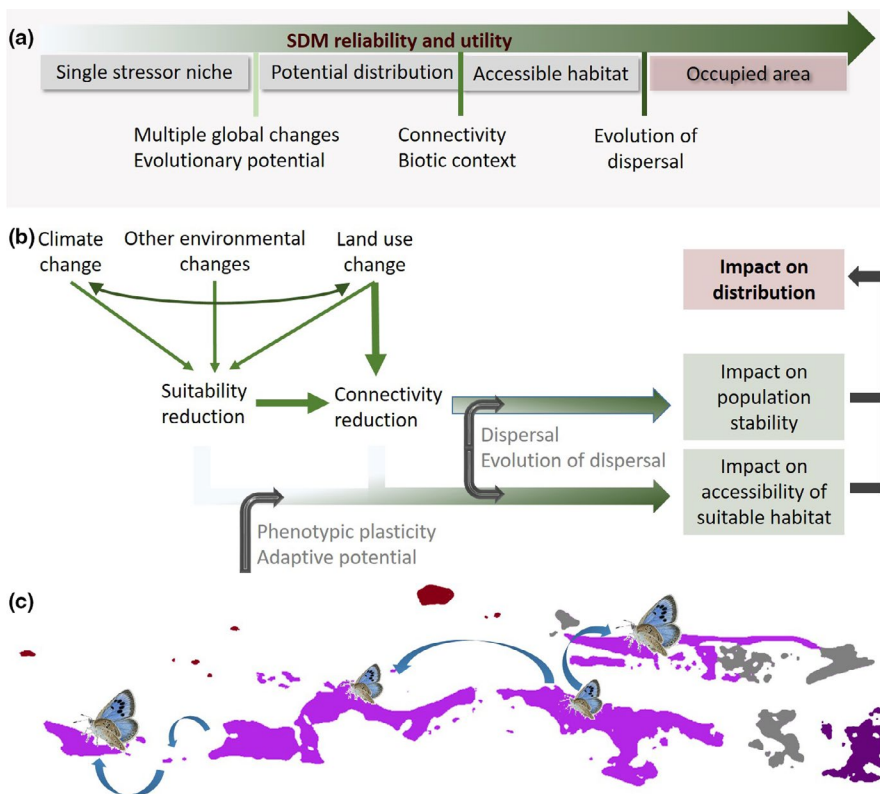 (a)
SDM reliability and utility
Single stressor niche
Potential distribution
Accessible habitat
Occupied area
Multiple global changes
Evolutionary potential
Connectivity
Biotic context
Evolution of
dispersal
(b)
Climate
change
Other environmental
changes
Land use
change
Impact on
distribution
Suitability
reduction
Connectivity
reduction
Impact on
population
stability
Dispersal
Evolution of dispersal
Impact on
accessibility of
suitable habitat
Phenotypic plasticity
Adaptive potential
(c)